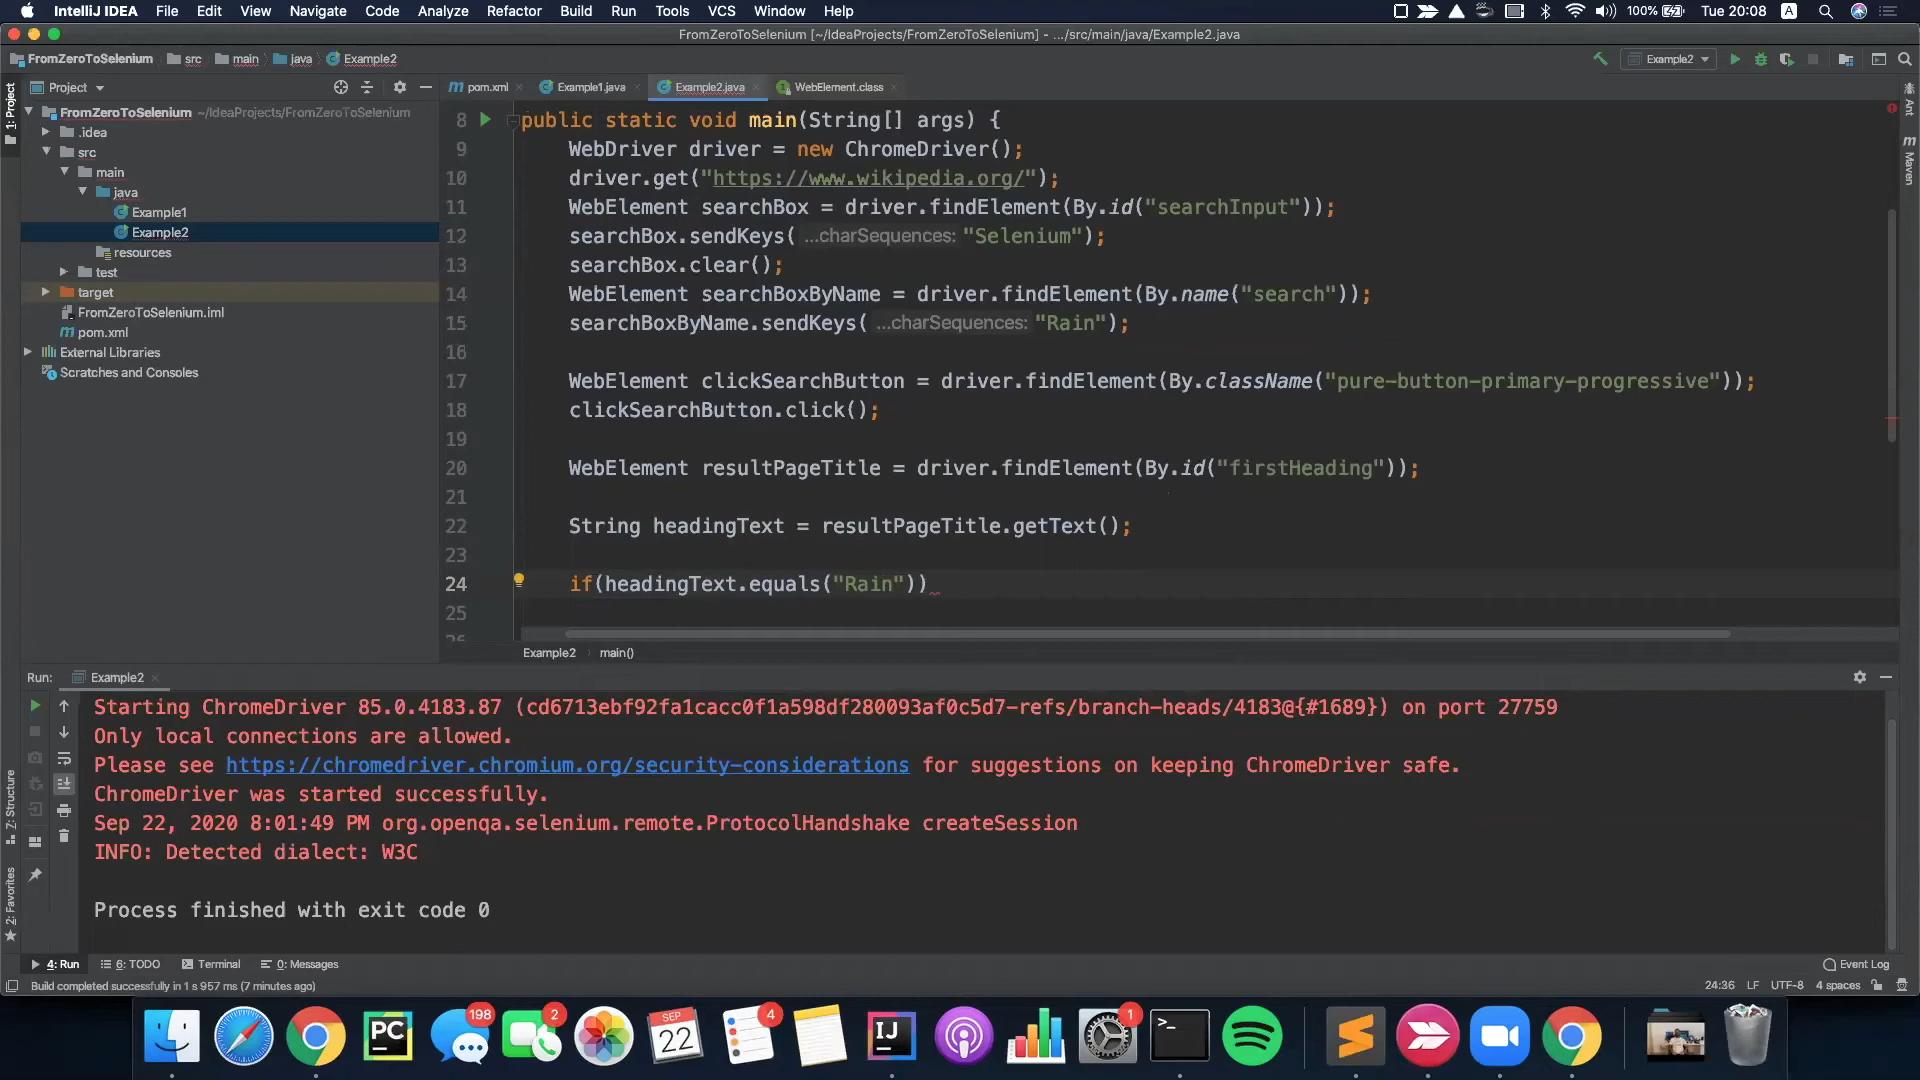 IntelliJ IDEA File Edit View Navigate Code Analyze Refactor Build Run Tools VCS Window Help 100% Tue 20:08 A
FromZeroToSelenium [~/IdeaProjects/FromZeroToSelenium] - .../src/main/java/Example2.java
FromZeroToSelenium src main java Example2 Example2
Project pom.xml Example1.java Example2.java WebElement.class
1: Project
FromZeroToSelenium ~/IdeaProjects/FromZeroToSelenium
.idea
src
main
java
Example1
Example2
resources
test
target
FromZeroToSelenium.iml
pom.xml
External Libraries
Scratches and Consoles
8 public static void main(String[] args) {
9 WebDriver driver = new ChromeDriver();
10 driver.get("https://www.wikipedia.org/");
11 WebElement searchBox = driver.findElement(By.id("searchInput"));
12 searchBox.sendKeys( ...charSequences: "Selenium");
13 searchBox.clear();
14 WebElement searchBoxByName = driver.findElement(By.name("search"));
15 searchBoxByName.sendKeys( ...charSequences: "Rain");
16
17 WebElement clickSearchButton = driver.findElement(By.className("pure-button-primary-progressive"));
18 clickSearchButton.click();
19
20 WebElement resultPageTitle = driver.findElement(By.id("firstHeading"));
21
22 String headingText = resultPageTitle.getText();
23
24 if(headingText.equals("Rain"))
25
26
Ant
m
Maven
Example2 main()
Run: Example2
Starting ChromeDriver 85.0.4183.87 (cd6713ebf92fa1cacc0f1a598df280093af0c5d7-refs/branch-heads/4183@{#1689}) on port 27759
Only local connections are allowed.
Please see https://chromedriver.chromium.org/security-considerations for suggestions on keeping ChromeDriver safe.
ChromeDriver was started successfully.
Sep 22, 2020 8:01:49 PM org.openqa.selenium.remote.ProtocolHandshake createSession
INFO: Detected dialect: W3C
Process finished with exit code 0
Z: Structure
2: Favorites
4: Run 6: TODO Terminal 0: Messages Event Log
Build completed successfully in 1 s 957 ms (7 minutes ago) 24:36 LF UTF-8 4 spaces
PC 198 2 SEP 22 4 IJ 1 >_